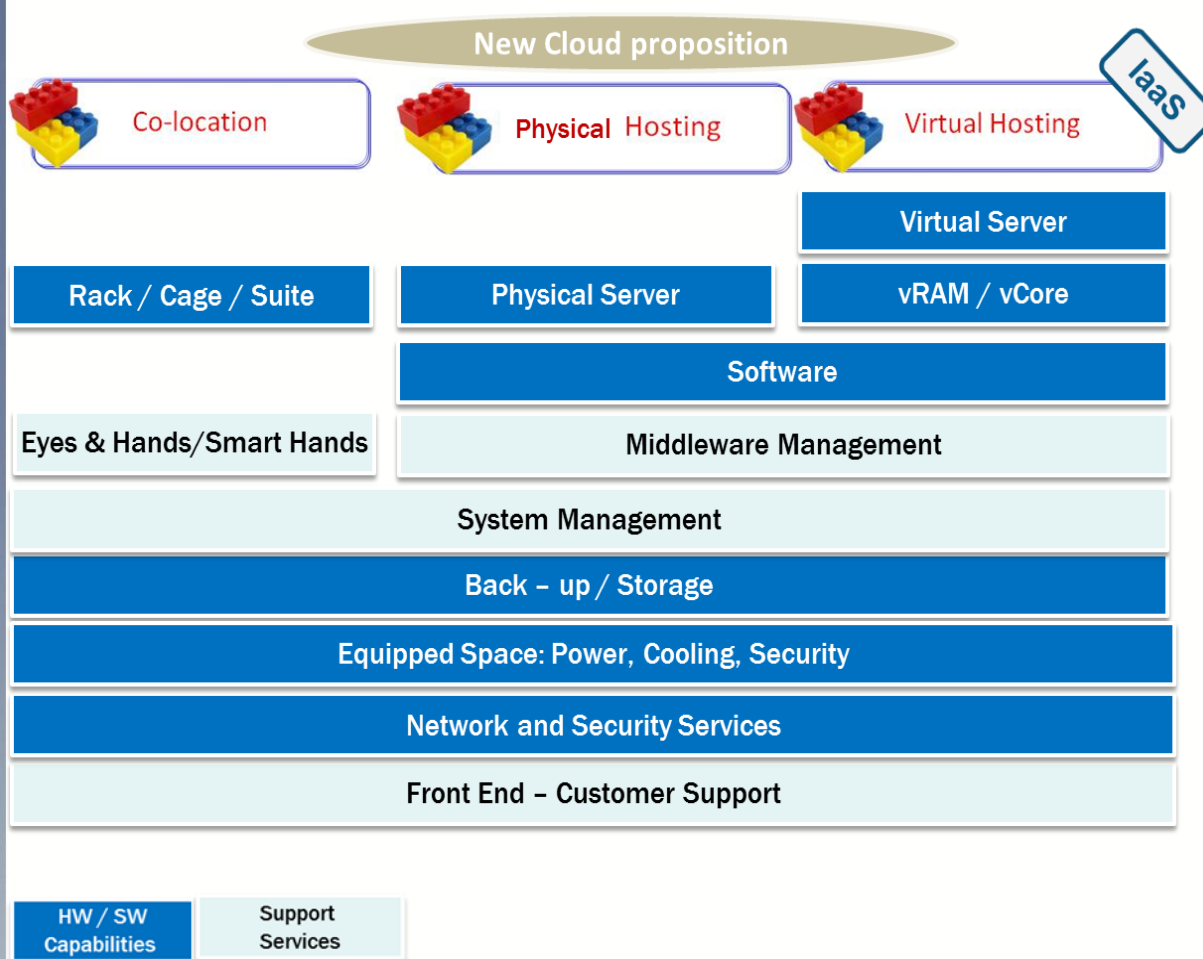 New Cloud proposition
IaaS
Co-location
Physical Hosting
Virtual Hosting
Virtual Server
Rack / Cage / Suite
Physical Server
vRAM / vCore
Software
Eyes & Hands/Smart Hands
Middleware Management
System Management
Back – up / Storage
Equipped Space: Power, Cooling, Security
Network and Security Services
Front End – Customer Support
HW / SW
Capabilities
Support
Services